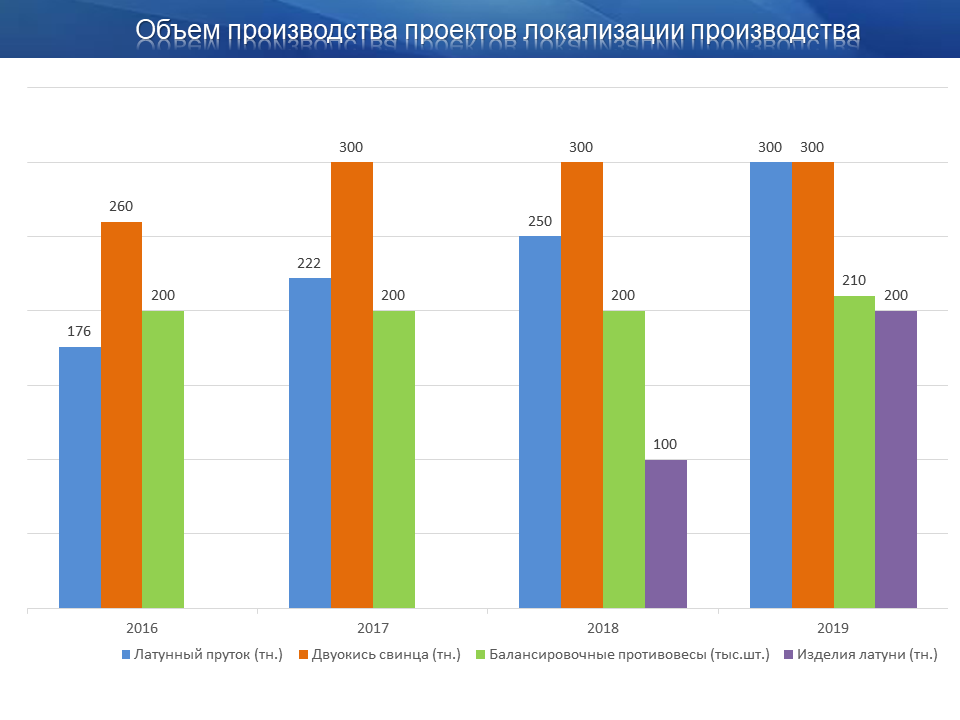 Объем производства проектов локализации производства
300 300 300 300
260
250
222
200 200 200 210 200
176
100
2016 2017 2018 2019
Латунный пруток (тн.) Двуокись свинца (тн.) Балансировочные противовесы (тыс.шт.) Изделия латуни (тн.)